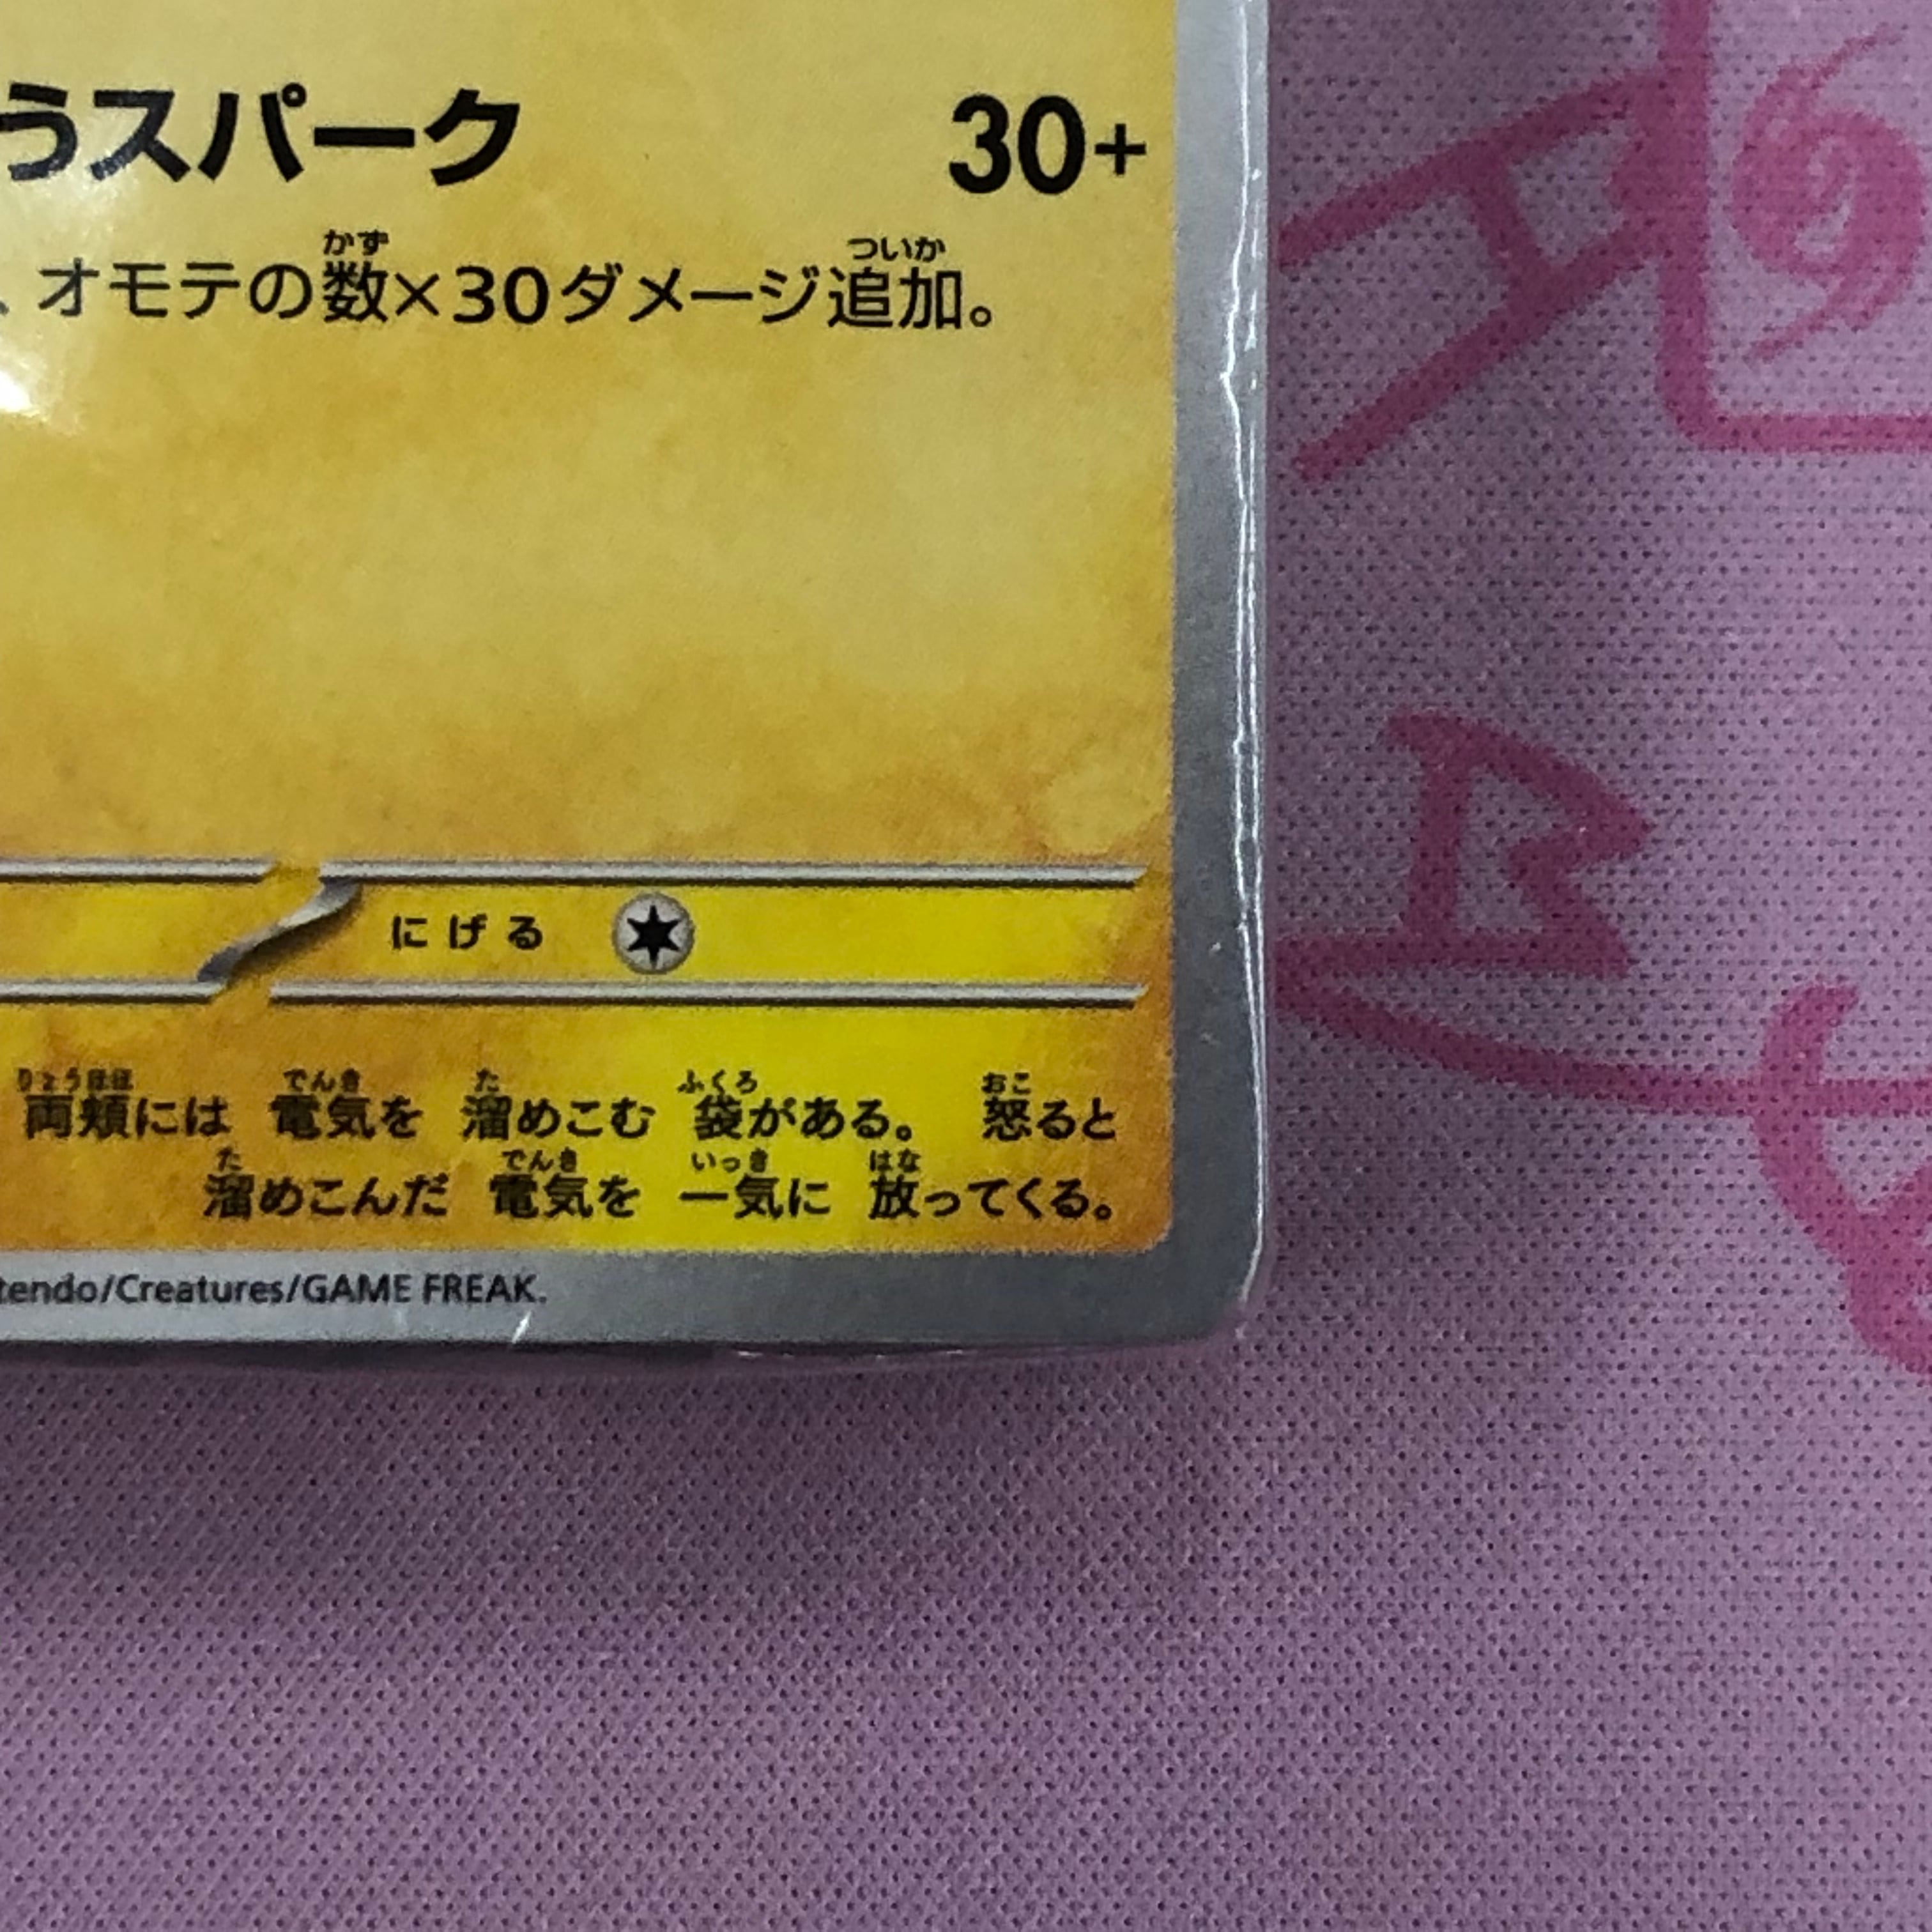 うスパーク 30+
、オモテの数×30ダメージ追加。
かず ついか
にげる
りょうほほ でんき た ふくろ おこ
両頬には 電気を 溜めこむ 袋がある。 怒ると
た でんき いっき はな
溜めこんだ 電気を 一気に 放ってくる。
tendo/Creatures/GAME FREAK.